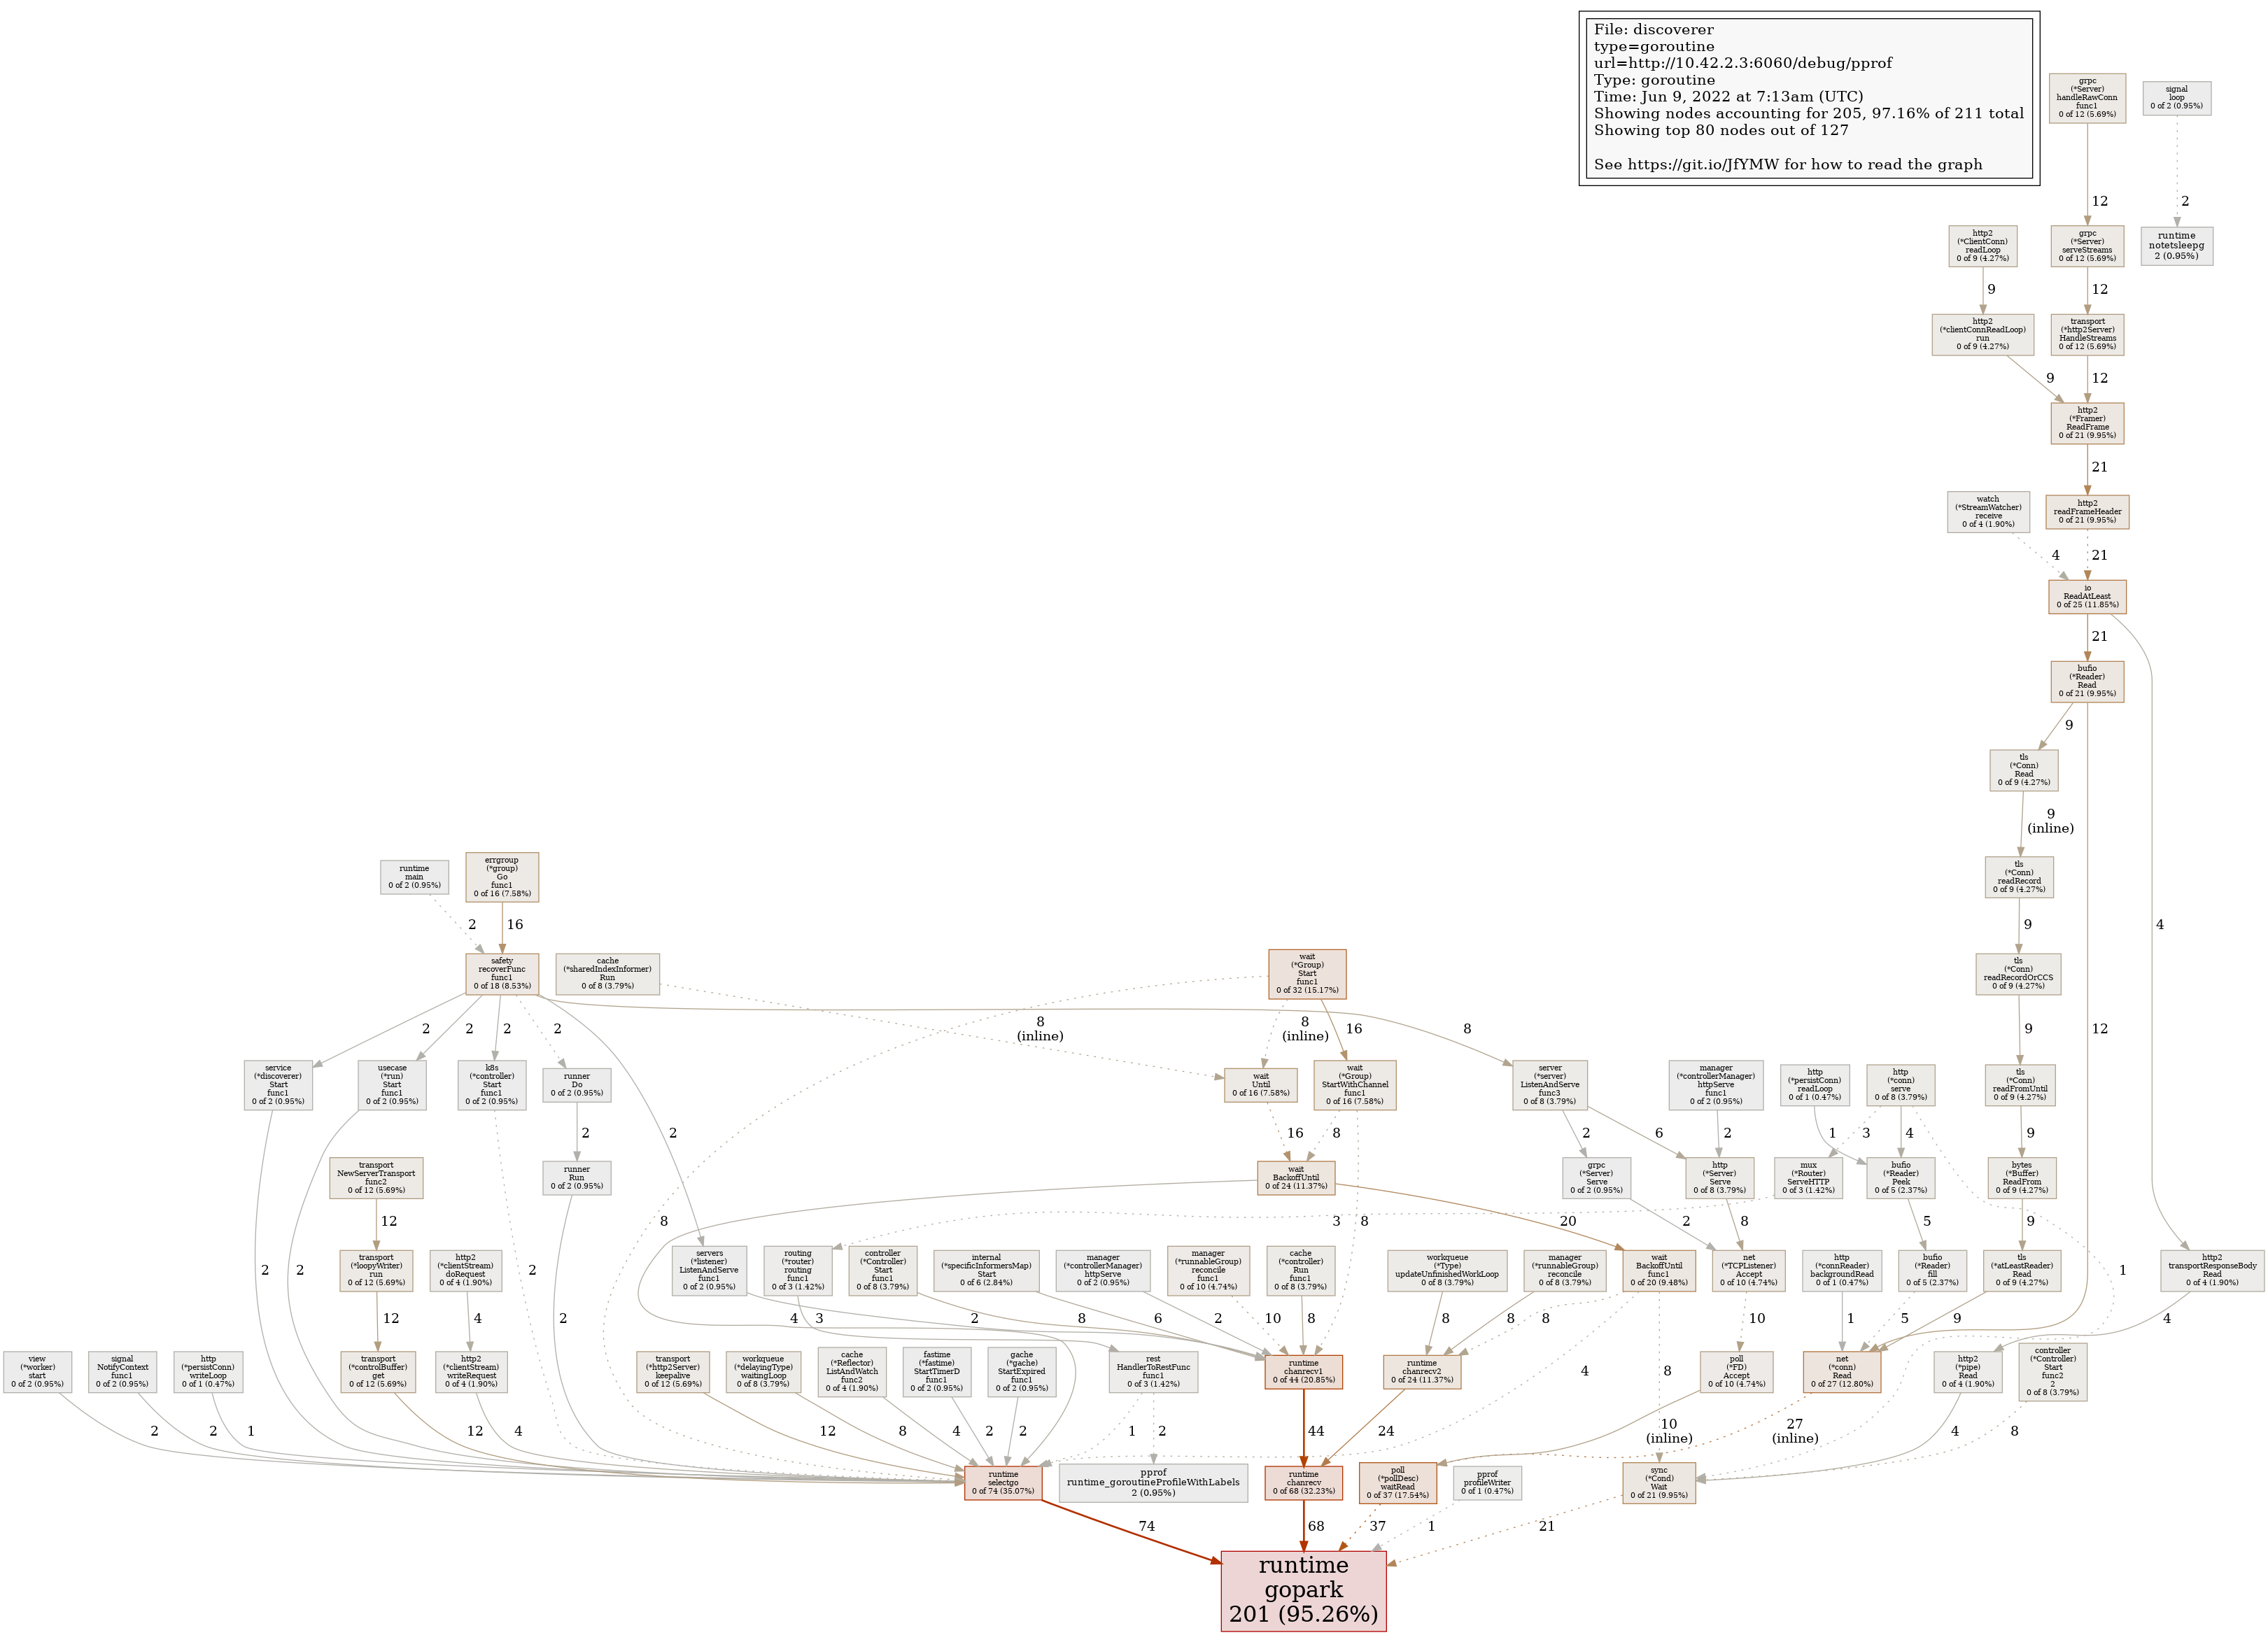 File: discoverer
type=goroutine
url=http://10.42.2.3:6060/debug/pprof
Type: goroutine
Time: Jun 9, 2022 at 7:13am (UTC)
Showing nodes accounting for 205, 97.16% of 211 total
Showing top 80 nodes out of 127
See https://git.io/JfYMW for how to read the graph
grpc
(*Server)
handleRawConn
func1
0 of 12 (5.69%)
signal
loop
0 of 2 (0.95%)
12
2
http2
(*ClientConn)
readLoop
0 of 9 (4.27%)
grpc
(*Server)
serveStreams
0 of 12 (5.69%)
runtime
notetsleepg
2 (0.95%)
9
12
http2
(*clientConnReadLoop)
run
0 of 9 (4.27%)
transport
(*http2Server)
HandleStreams
0 of 12 (5.69%)
9
12
http2
(*Framer)
ReadFrame
0 of 21 (9.95%)
21
watch
(*StreamWatcher)
receive
0 of 4 (1.90%)
http2
readFrameHeader
0 of 21 (9.95%)
4
21
io
ReadAtLeast
0 of 25 (11.85%)
21
bufio
(*Reader)
Read
0 of 21 (9.95%)
9
tls
(*Conn)
Read
0 of 9 (4.27%)
9
(inline)
runtime
main
0 of 2 (0.95%)
errgroup
(*group)
Go
func1
0 of 16 (7.58%)
tls
(*Conn)
readRecord
0 of 9 (4.27%)
2
16
9
4
safety
recoverFunc
func1
0 of 18 (8.53%)
cache
(*sharedIndexInformer)
Run
0 of 8 (3.79%)
wait
(*Group)
Start
func1
0 of 32 (15.17%)
tls
(*Conn)
readRecordOrCCS
0 of 9 (4.27%)
2
2
2
2
8
(inline)
8
(inline)
16
8
9
12
service
(*discoverer)
Start
func1
0 of 2 (0.95%)
usecase
(*run)
Start
func1
0 of 2 (0.95%)
k8s
(*controller)
Start
func1
0 of 2 (0.95%)
runner
Do
0 of 2 (0.95%)
wait
Until
0 of 16 (7.58%)
wait
(*Group)
StartWithChannel
func1
0 of 16 (7.58%)
server
(*server)
ListenAndServe
func3
0 of 8 (3.79%)
manager
(*controllerManager)
httpServe
func1
0 of 2 (0.95%)
http
(*persistConn)
readLoop
0 of 1 (0.47%)
http
(*conn)
serve
0 of 8 (3.79%)
tls
(*Conn)
readFromUntil
0 of 9 (4.27%)
2
2
16
8
2
6
2
1
3
4
9
transport
NewServerTransport
func2
0 of 12 (5.69%)
runner
Run
0 of 2 (0.95%)
wait
BackoffUntil
0 of 24 (11.37%)
grpc
(*Server)
Serve
0 of 2 (0.95%)
http
(*Server)
Serve
0 of 8 (3.79%)
mux
(*Router)
ServeHTTP
0 of 3 (1.42%)
bufio
(*Reader)
Peek
0 of 5 (2.37%)
bytes
(*Buffer)
ReadFrom
0 of 9 (4.27%)
12
8
3
8
20
2
8
5
9
transport
(*loopyWriter)
run
0 of 12 (5.69%)
http2
(*clientStream)
doRequest
0 of 4 (1.90%)
servers
(*listener)
ListenAndServe
func1
0 of 2 (0.95%)
routing
(*router)
routing
func1
0 of 3 (1.42%)
controller
(*Controller)
Start
func1
0 of 8 (3.79%)
internal
(*specificInformersMap)
Start
0 of 6 (2.84%)
manager
(*controllerManager)
httpServe
0 of 2 (0.95%)
manager
(*runnableGroup)
reconcile
func1
0 of 10 (4.74%)
cache
(*controller)
Run
func1
0 of 8 (3.79%)
workqueue
(*Type)
updateUnfinishedWorkLoop
0 of 8 (3.79%)
manager
(*runnableGroup)
reconcile
0 of 8 (3.79%)
wait
BackoffUntil
func1
0 of 20 (9.48%)
net
(*TCPListener)
Accept
0 of 10 (4.74%)
http
(*connReader)
backgroundRead
0 of 1 (0.47%)
bufio
(*Reader)
fill
0 of 5 (2.37%)
tls
(*atLeastReader)
Read
0 of 9 (4.27%)
http2
transportResponseBody
Read
0 of 4 (1.90%)
2
2
2
1
12
4
2
4
3
2
8
6
2
10
8
8
8
8
10
1
5
9
4
view
(*worker)
start
0 of 2 (0.95%)
signal
NotifyContext
func1
0 of 2 (0.95%)
http
(*persistConn)
writeLoop
0 of 1 (0.47%)
transport
(*controlBuffer)
get
0 of 12 (5.69%)
http2
(*clientStream)
writeRequest
0 of 4 (1.90%)
transport
(*http2Server)
keepalive
0 of 12 (5.69%)
workqueue
(*delayingType)
waitingLoop
0 of 8 (3.79%)
cache
(*Reflector)
ListAndWatch
func2
0 of 4 (1.90%)
fastime
(*fastime)
StartTimerD
func1
0 of 2 (0.95%)
gache
(*gache)
StartExpired
func1
0 of 2 (0.95%)
rest
HandlerToRestFunc
func1
0 of 3 (1.42%)
runtime
chanrecv1
0 of 44 (20.85%)
runtime
chanrecv2
0 of 24 (11.37%)
poll
(*FD)
Accept
0 of 10 (4.74%)
net
(*conn)
Read
0 of 27 (12.80%)
http2
(*pipe)
Read
0 of 4 (1.90%)
controller
(*Controller)
Start
func2
2
0 of 8 (3.79%)
4
8
2
2
1
12
4
12
8
4
2
2
1
2
44
24
10
(inline)
27
(inline)
4
8
2
runtime
selectgo
0 of 74 (35.07%)
pprof
runtime_goroutineProfileWithLabels
2 (0.95%)
runtime
chanrecv
0 of 68 (32.23%)
poll
(*pollDesc)
waitRead
0 of 37 (17.54%)
pprof
profileWriter
0 of 1 (0.47%)
sync
(*Cond)
Wait
0 of 21 (9.95%)
74
68
37
1
21
runtime
gopark
201 (95.26%)